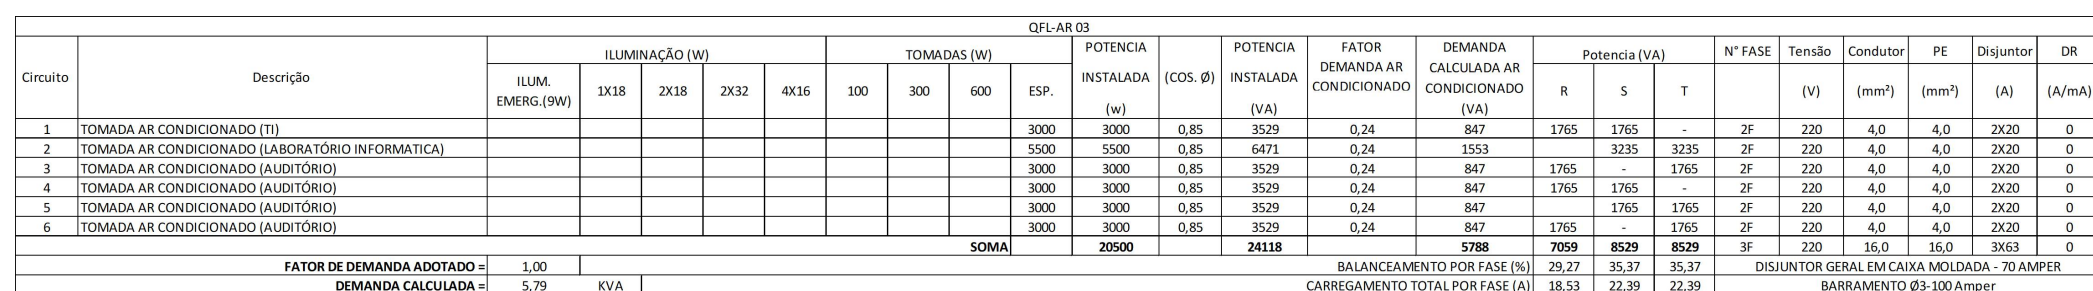 QFL-AR 03
Circuito Descrição ILUMINAÇÃO (W) TOMADAS (W) POTENCIA INSTALADA (w) (COS. Ø) POTENCIA INSTALADA (VA) FATOR DEMANDA AR CONDICIONADO DEMANDA CALCULADA AR CONDICIONADO (VA) Potencia (VA) N° FASE Tensão (V) Condutor (mm²) PE (mm²) Disjuntor (A) DR (A/mA)
ILUM. EMERG.(9W) 1X18 2X18 2X32 4X16 100 300 600 ESP. R S T
1 TOMADA AR CONDICIONADO (TI) 3000 3000 0,85 3529 0,24 847 1765 1765 - 2F 220 4,0 4,0 2X20 0
2 TOMADA AR CONDICIONADO (LABORATÓRIO INFORMATICA) 5500 5500 0,85 6471 0,24 1553 3235 3235 2F 220 4,0 4,0 2X20 0
3 TOMADA AR CONDICIONADO (AUDITÓRIO) 3000 3000 0,85 3529 0,24 847 1765 - 1765 2F 220 4,0 4,0 2X20 0
4 TOMADA AR CONDICIONADO (AUDITÓRIO) 3000 3000 0,85 3529 0,24 847 1765 1765 - 2F 220 4,0 4,0 2X20 0
5 TOMADA AR CONDICIONADO (AUDITÓRIO) 3000 3000 0,85 3529 0,24 847 1765 1765 2F 220 4,0 4,0 2X20 0
6 TOMADA AR CONDICIONADO (AUDITÓRIO) 3000 3000 0,85 3529 0,24 847 1765 - 1765 2F 220 4,0 4,0 2X20 0
SOMA 20500 24118 5788 7059 8529 8529 3F 220 16,0 16,0 3X63 0
FATOR DE DEMANDA ADOTADO = 1,00 BALANCEAMENTO POR FASE (%) 29,27 35,37 35,37 DISJUNTOR GERAL EM CAIXA MOLDADA - 70 AMPER
DEMANDA CALCULADA = 5,79 KVA CARREGAMENTO TOTAL POR FASE (A) 18,53 22,39 22,39 BARRAMENTO Ø3-100 Amper